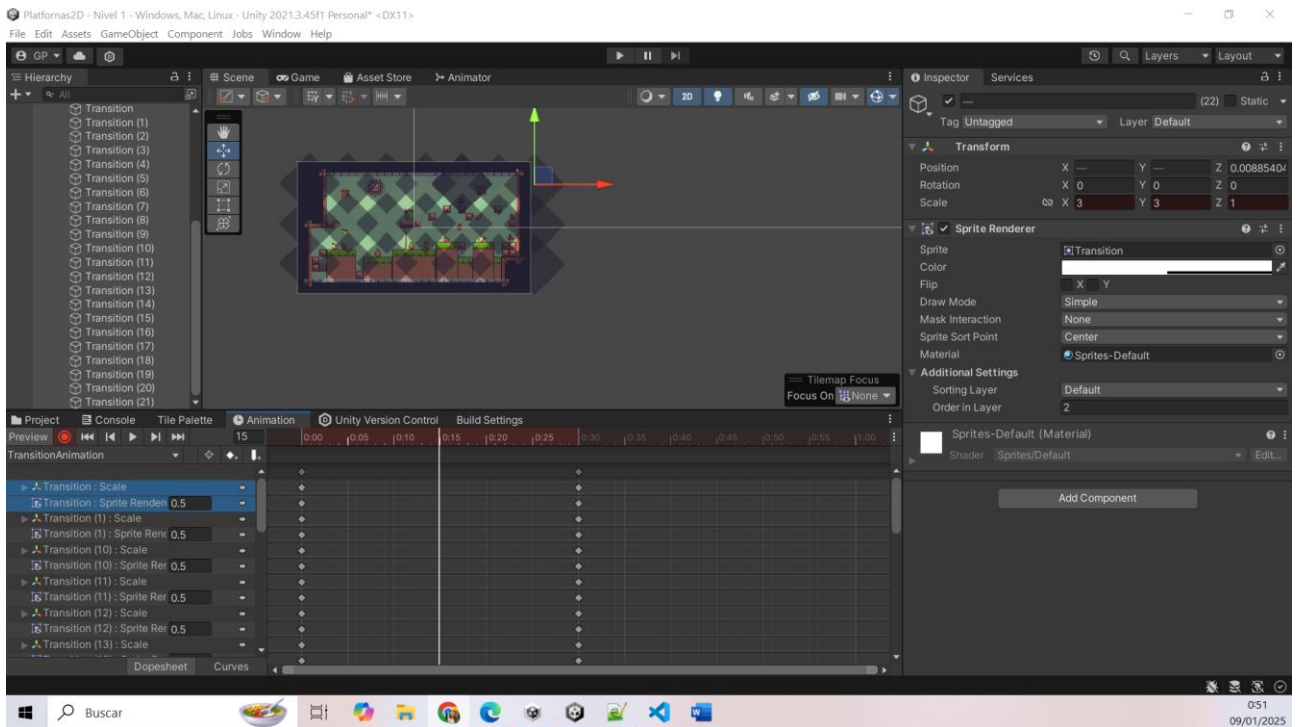 Platfornas2D - Nivel 1 - Windows, Mac, Linux - Unity 2021.3.45f1 Personal* <DX11>
File Edit Assets GameObject Component Jobs Window Help
GP Layers Layout
Hierarchy Scene Game Asset Store Animator Inspector Services
All 2D (22) Static
Tag Untagged Layer Default
Transition
Transition (1)
Transition (2)
Transition (3)
Transition (4)
Transition (5)
Transition (6)
Transition (7)
Transition (8)
Transition (9)
Transition (10)
Transition (11)
Transition (12)
Transition (13)
Transition (14)
Transition (15)
Transition (16)
Transition (17)
Transition (18)
Transition (19)
Transition (20)
Transition (21)
Tilemap Focus
Focus On None
Transform
Position X — Y — Z 0.00885404
Rotation X 0 Y 0 Z 0
Scale X 3 Y 3 Z 1
Sprite Renderer
Sprite Transition
Color
Flip X Y
Draw Mode Simple
Mask Interaction None
Sprite Sort Point Center
Material Sprites-Default
Additional Settings
Sorting Layer Default
Order in Layer 2
Sprites-Default (Material)
Shader Sprites/Default Edit...
Add Component
Project Console Tile Palette Animation Unity Version Control Build Settings
Preview 15 0:00 0:05 0:10 0:15 0:20 0:25 0:30 0:35 0:40 0:45 0:50 0:55 1:00
TransitionAnimation
Transition : Scale
Transition : Sprite Render 0.5
Transition (1) : Scale
Transition (1) : Sprite Rend 0.5
Transition (10) : Scale
Transition (10) : Sprite Rer 0.5
Transition (11) : Scale
Transition (11) : Sprite Rer 0.5
Transition (12) : Scale
Transition (12) : Sprite Rer 0.5
Transition (13) : Scale
Dopesheet Curves
Buscar
0:51
09/01/2025